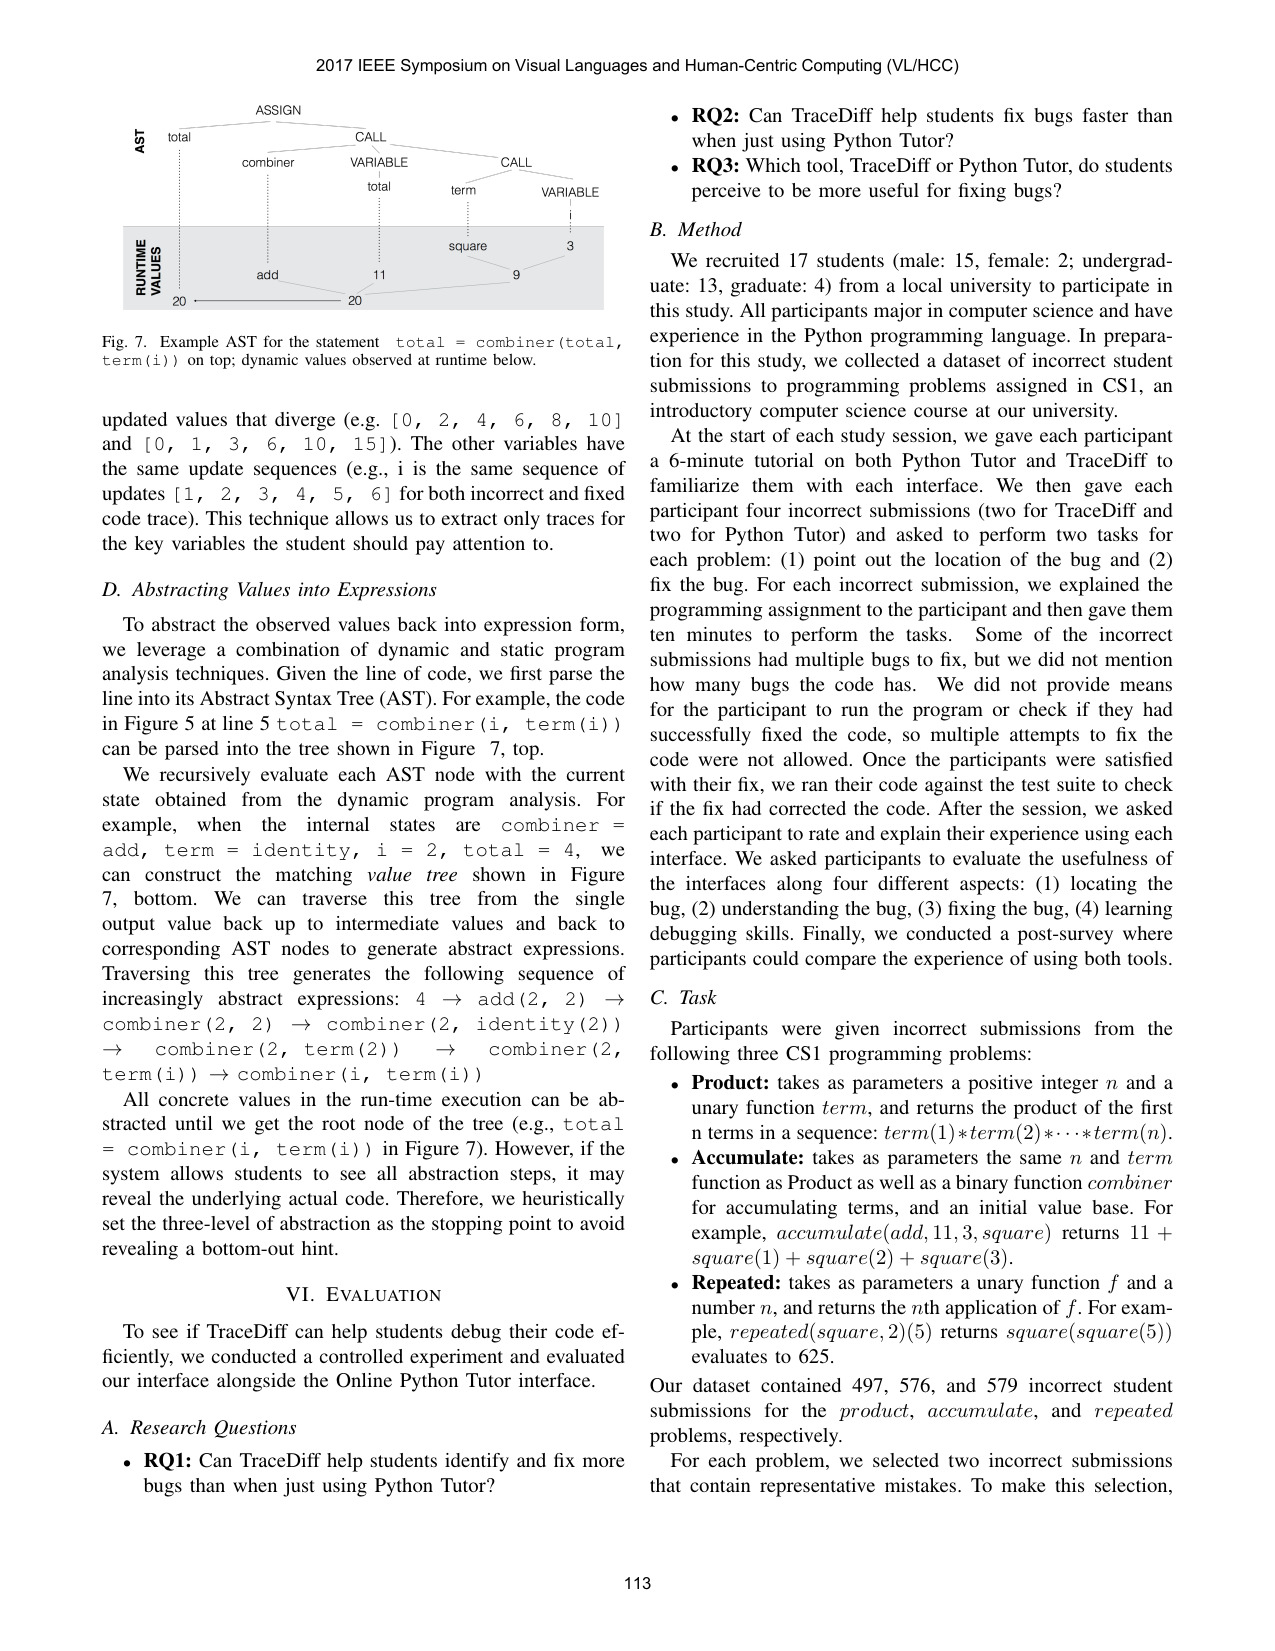 2017 IEEE Symposium on Visual Languages and Human-Centric Computing (VL/HCC)
AST
ASSIGN
total
CALL
combiner
VARIABLE
CALL
total
term
VARIABLE
i
RUNTIME
VALUES
square
3
add
11
9
20
20
Fig. 7. Example AST for the statement total = combiner(total,
term(i)) on top; dynamic values observed at runtime below.
updated values that diverge (e.g. [0, 2, 4, 6, 8, 10]
and [0, 1, 3, 6, 10, 15]). The other variables have
the same update sequences (e.g., i is the same sequence of
updates [1, 2, 3, 4, 5, 6] for both incorrect and fixed
code trace). This technique allows us to extract only traces for
the key variables the student should pay attention to.
D. Abstracting Values into Expressions
To abstract the observed values back into expression form,
we leverage a combination of dynamic and static program
analysis techniques. Given the line of code, we first parse the
line into its Abstract Syntax Tree (AST). For example, the code
in Figure 5 at line 5 total = combiner(i, term(i))
can be parsed into the tree shown in Figure 7, top.
We recursively evaluate each AST node with the current
state obtained from the dynamic program analysis. For
example, when the internal states are combiner =
add, term = identity, i = 2, total = 4, we
can construct the matching value tree shown in Figure
7, bottom. We can traverse this tree from the single
output value back up to intermediate values and back to
corresponding AST nodes to generate abstract expressions.
Traversing this tree generates the following sequence of
increasingly abstract expressions: 4 → add(2, 2) →
combiner(2, 2) → combiner(2, identity(2))
→ combiner(2, term(2)) → combiner(2,
term(i)) → combiner(i, term(i))
All concrete values in the run-time execution can be ab-
stracted until we get the root node of the tree (e.g., total
= combiner(i, term(i)) in Figure 7). However, if the
system allows students to see all abstraction steps, it may
reveal the underlying actual code. Therefore, we heuristically
set the three-level of abstraction as the stopping point to avoid
revealing a bottom-out hint.
VI. EVALUATION
To see if TraceDiff can help students debug their code ef-
ficiently, we conducted a controlled experiment and evaluated
our interface alongside the Online Python Tutor interface.
A. Research Questions
• RQ1: Can TraceDiff help students identify and fix more
bugs than when just using Python Tutor?
• RQ2: Can TraceDiff help students fix bugs faster than
when just using Python Tutor?
• RQ3: Which tool, TraceDiff or Python Tutor, do students
perceive to be more useful for fixing bugs?
B. Method
We recruited 17 students (male: 15, female: 2; undergrad-
uate: 13, graduate: 4) from a local university to participate in
this study. All participants major in computer science and have
experience in the Python programming language. In prepara-
tion for this study, we collected a dataset of incorrect student
submissions to programming problems assigned in CS1, an
introductory computer science course at our university.
At the start of each study session, we gave each participant
a 6-minute tutorial on both Python Tutor and TraceDiff to
familiarize them with each interface. We then gave each
participant four incorrect submissions (two for TraceDiff and
two for Python Tutor) and asked to perform two tasks for
each problem: (1) point out the location of the bug and (2)
fix the bug. For each incorrect submission, we explained the
programming assignment to the participant and then gave them
ten minutes to perform the tasks. Some of the incorrect
submissions had multiple bugs to fix, but we did not mention
how many bugs the code has. We did not provide means
for the participant to run the program or check if they had
successfully fixed the code, so multiple attempts to fix the
code were not allowed. Once the participants were satisfied
with their fix, we ran their code against the test suite to check
if the fix had corrected the code. After the session, we asked
each participant to rate and explain their experience using each
interface. We asked participants to evaluate the usefulness of
the interfaces along four different aspects: (1) locating the
bug, (2) understanding the bug, (3) fixing the bug, (4) learning
debugging skills. Finally, we conducted a post-survey where
participants could compare the experience of using both tools.
C. Task
Participants were given incorrect submissions from the
following three CS1 programming problems:
• Product: takes as parameters a positive integer n and a
unary function term, and returns the product of the first
n terms in a sequence: term(1)∗term(2)∗···∗term(n).
• Accumulate: takes as parameters the same n and term
function as Product as well as a binary function combiner
for accumulating terms, and an initial value base. For
example, accumulate(add, 11, 3, square) returns 11 +
square(1) + square(2) + square(3).
• Repeated: takes as parameters a unary function f and a
number n, and returns the nth application of f. For exam-
ple, repeated(square, 2)(5) returns square(square(5))
evaluates to 625.
Our dataset contained 497, 576, and 579 incorrect student
submissions for the product, accumulate, and repeated
problems, respectively.
For each problem, we selected two incorrect submissions
that contain representative mistakes. To make this selection,
113